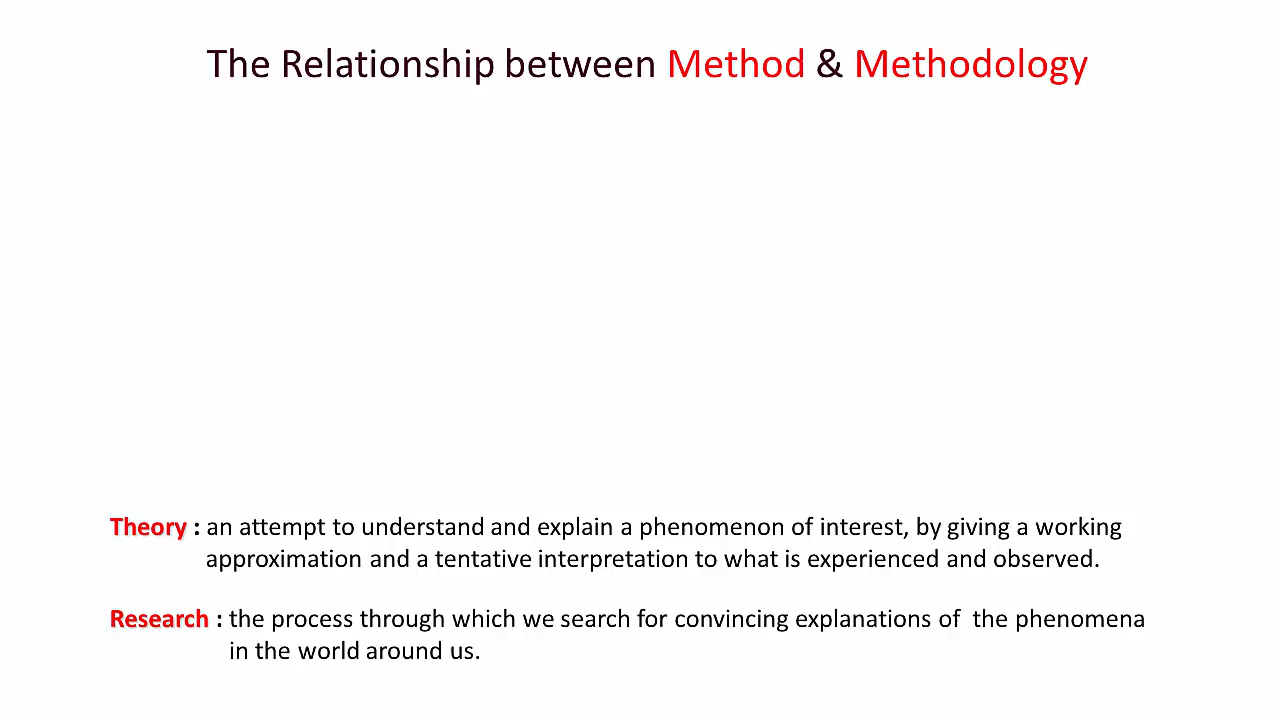 The Relationship between Method & Methodology
Theory : an attempt to understand and explain a phenomenon of interest, by giving a working
approximation and a tentative interpretation to what is experienced and observed.
Research : the process through which we search for convincing explanations of  the phenomena
in the world around us.